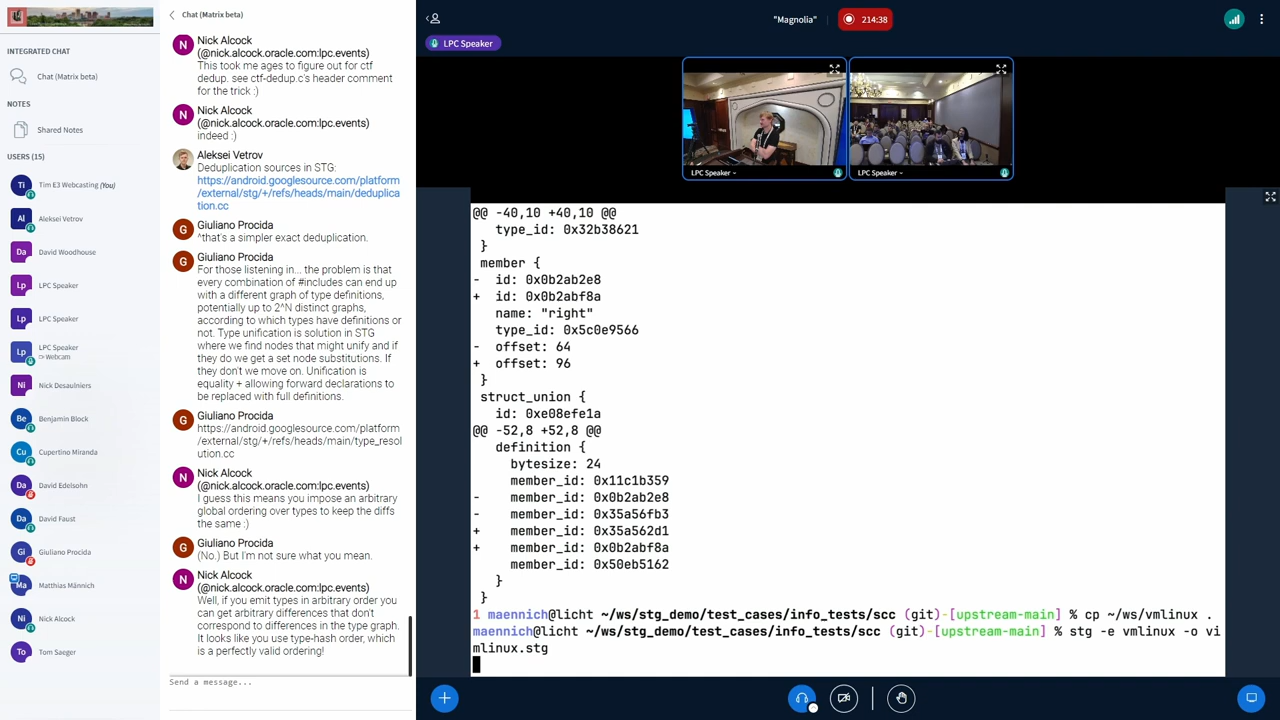 INTEGRATED CHAT
Chat (Matrix beta)
NOTES
Shared Notes
USERS (15)
Ti Tim E3 Webcasting (You)
Al Aleksei Vetrov
Da David Woodhouse
Lp LPC Speaker
Lp LPC Speaker
Lp LPC Speaker
Webcam
Ni Nick Desaulniers
Be Benjamin Block
Cu Cupertino Miranda
Da David Edelsohn
Da David Faust
Gi Giuliano Procida
Ma Matthias Männich
Ni Nick Alcock
To Tom Saeger
Chat (Matrix beta)
N Nick Alcock
(@nick.alcock.oracle.com:lpc.events)
This took me ages to figure out for ctf
dedup. see ctf-dedup.c's header comment
for the trick :)
N Nick Alcock
(@nick.alcock.oracle.com:lpc.events)
indeed :)
Aleksei Vetrov
Deduplication sources in STG:
https://android.googlesource.com/platform
/external/stg/+/refs/heads/main/deduplica
tion.cc
G Giuliano Procida
^that's a simpler exact deduplication.
G Giuliano Procida
For those listening in... the problem is that
every combination of #includes can end up
with a different graph of type definitions,
potentially up to 2^N distinct graphs,
according to which types have definitions or
not. Type unification is solution in STG
where we find nodes that might unify and if
they do we get a set node substitutions. If
they don't we move on. Unification is
equality + allowing forward declarations to
be replaced with full definitions.
G Giuliano Procida
https://android.googlesource.com/platform
/external/stg/+/refs/heads/main/type_resol
ution.cc
N Nick Alcock
(@nick.alcock.oracle.com:lpc.events)
I guess this means you impose an arbitrary
global ordering over types to keep the diffs
the same :)
G Giuliano Procida
(No.) But I'm not sure what you mean.
N Nick Alcock
(@nick.alcock.oracle.com:lpc.events)
Well, if you emit types in arbitrary order you
can get arbitrary differences that don't
correspond to differences in the type graph.
It looks like you use type-hash order, which
is a perfectly valid ordering!
Send a message...
"Magnolia"
214:38
LPC Speaker
LPC Speaker
LPC Speaker
@@ -40,10 +40,10 @@
type_id: 0x32b38621
}
member {
- id: 0x0b2ab2e8
+ id: 0x0b2abf8a
name: "right"
type_id: 0x5c0e9566
- offset: 64
+ offset: 96
}
struct_union {
id: 0xe08efe1a
@@ -52,8 +52,8 @@
definition {
bytesize: 24
member_id: 0x11c1b359
- member_id: 0x0b2ab2e8
- member_id: 0x35a56fb3
+ member_id: 0x35a562d1
+ member_id: 0x0b2abf8a
member_id: 0x50eb5162
}
}
1 maennich@licht ~/ws/stg_demo/test_cases/info_tests/scc (git)-[upstream-main] % cp ~/ws/vmlinux .
maennich@licht ~/ws/stg_demo/test_cases/info_tests/scc (git)-[upstream-main] % stg -e vmlinux -o vi
mlinux.stg